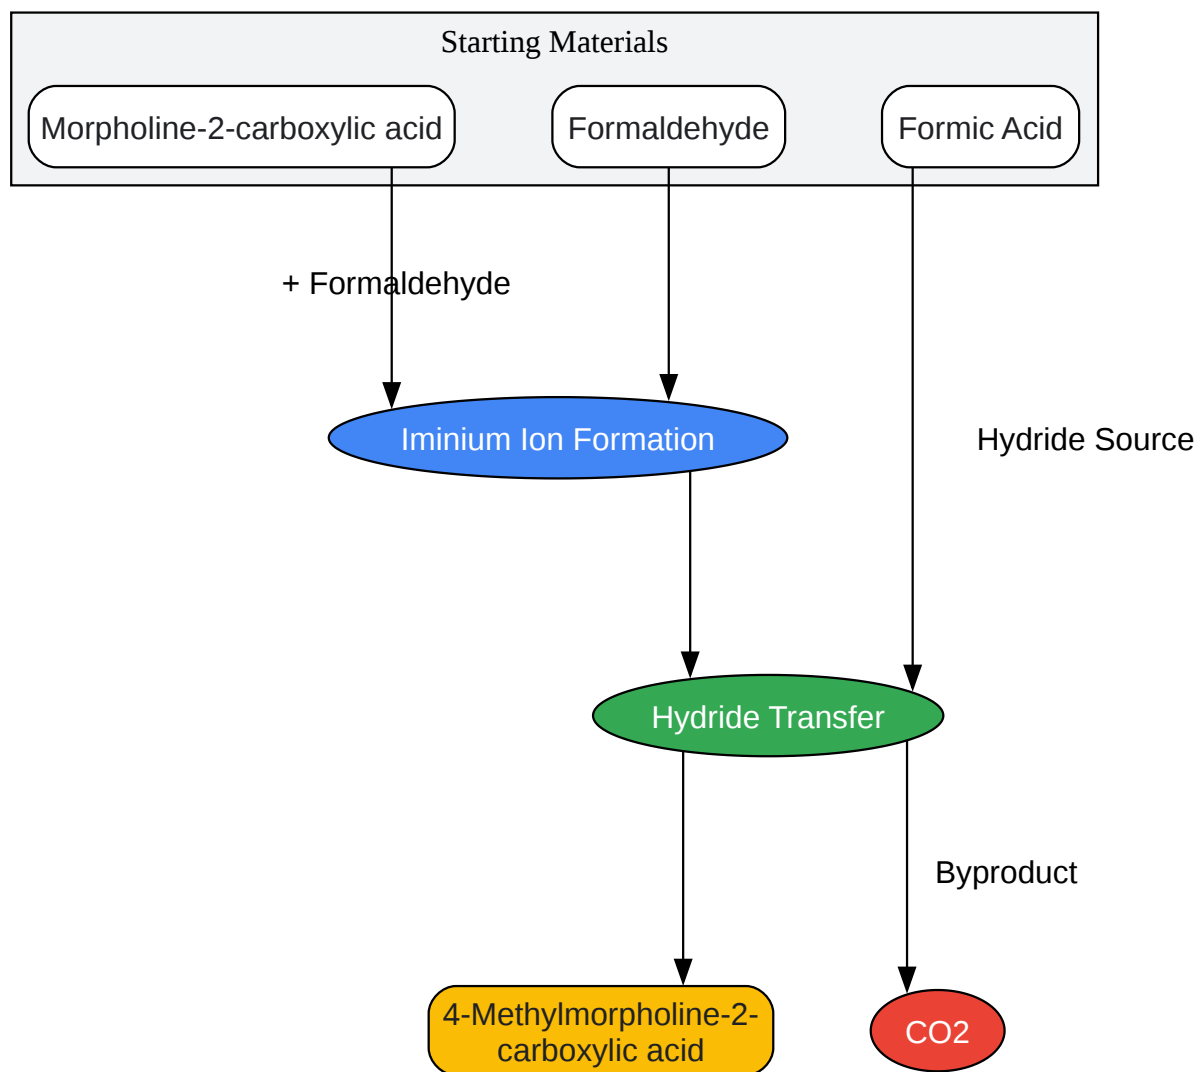 Starting Materials
Morpholine-2-carboxylic acid
Formaldehyde
Formic Acid
+ Formaldehyde
Iminium Ion Formation
Hydride Source
Hydride Transfer
Byproduct
4-Methylmorpholine-2-
carboxylic acid
CO2